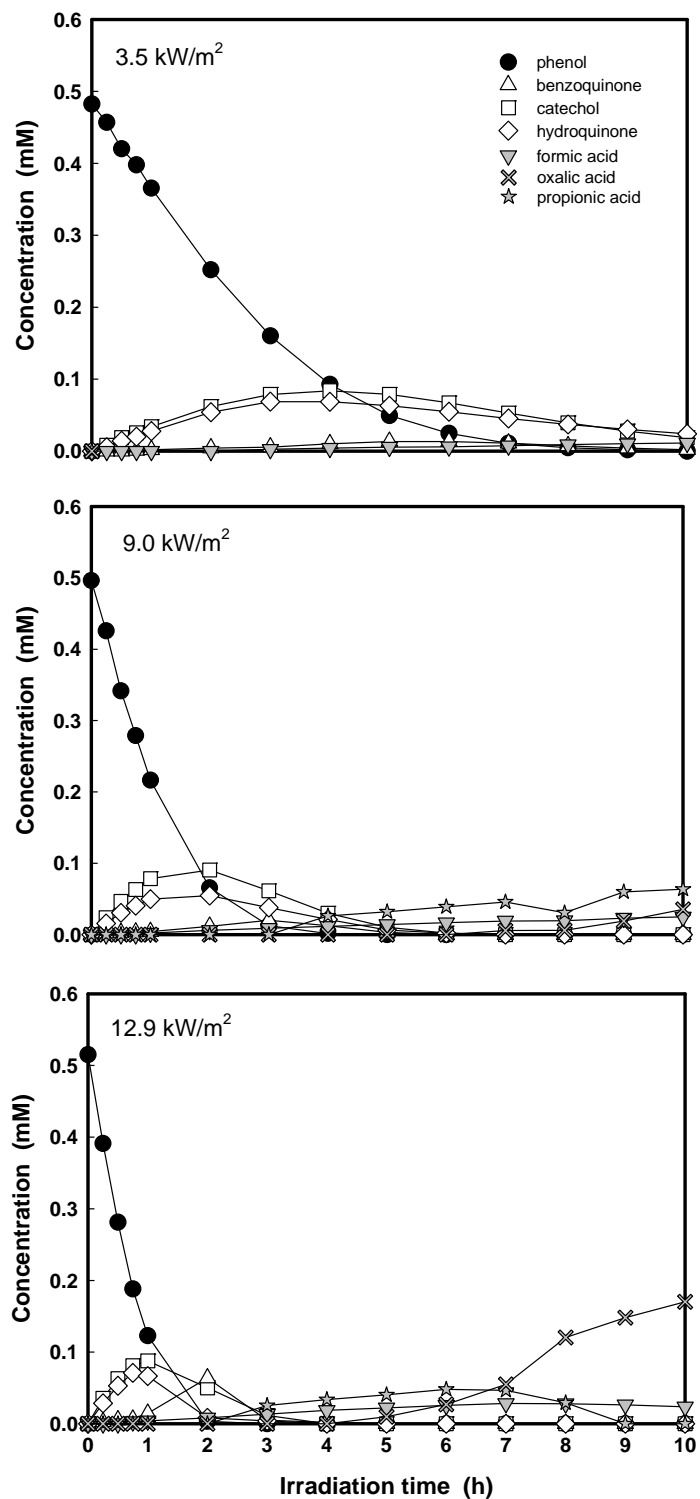 0.6
3.5 kW/m²
phenol
benzoquinone
catechol
hydroquinone
formic acid
oxalic acid
propionic acid
0.5
0.4
0.3
0.2
0.1
0.0
Concentration (mM)
0.6
9.0 kW/m²
0.5
0.4
0.3
0.2
0.1
0.0
Concentration (mM)
0.6
12.9 kW/m²
0.5
0.4
0.3
0.2
0.1
0.0
Concentration (mM)
0 1 2 3 4 5 6 7 8 9 10
Irradiation time (h)